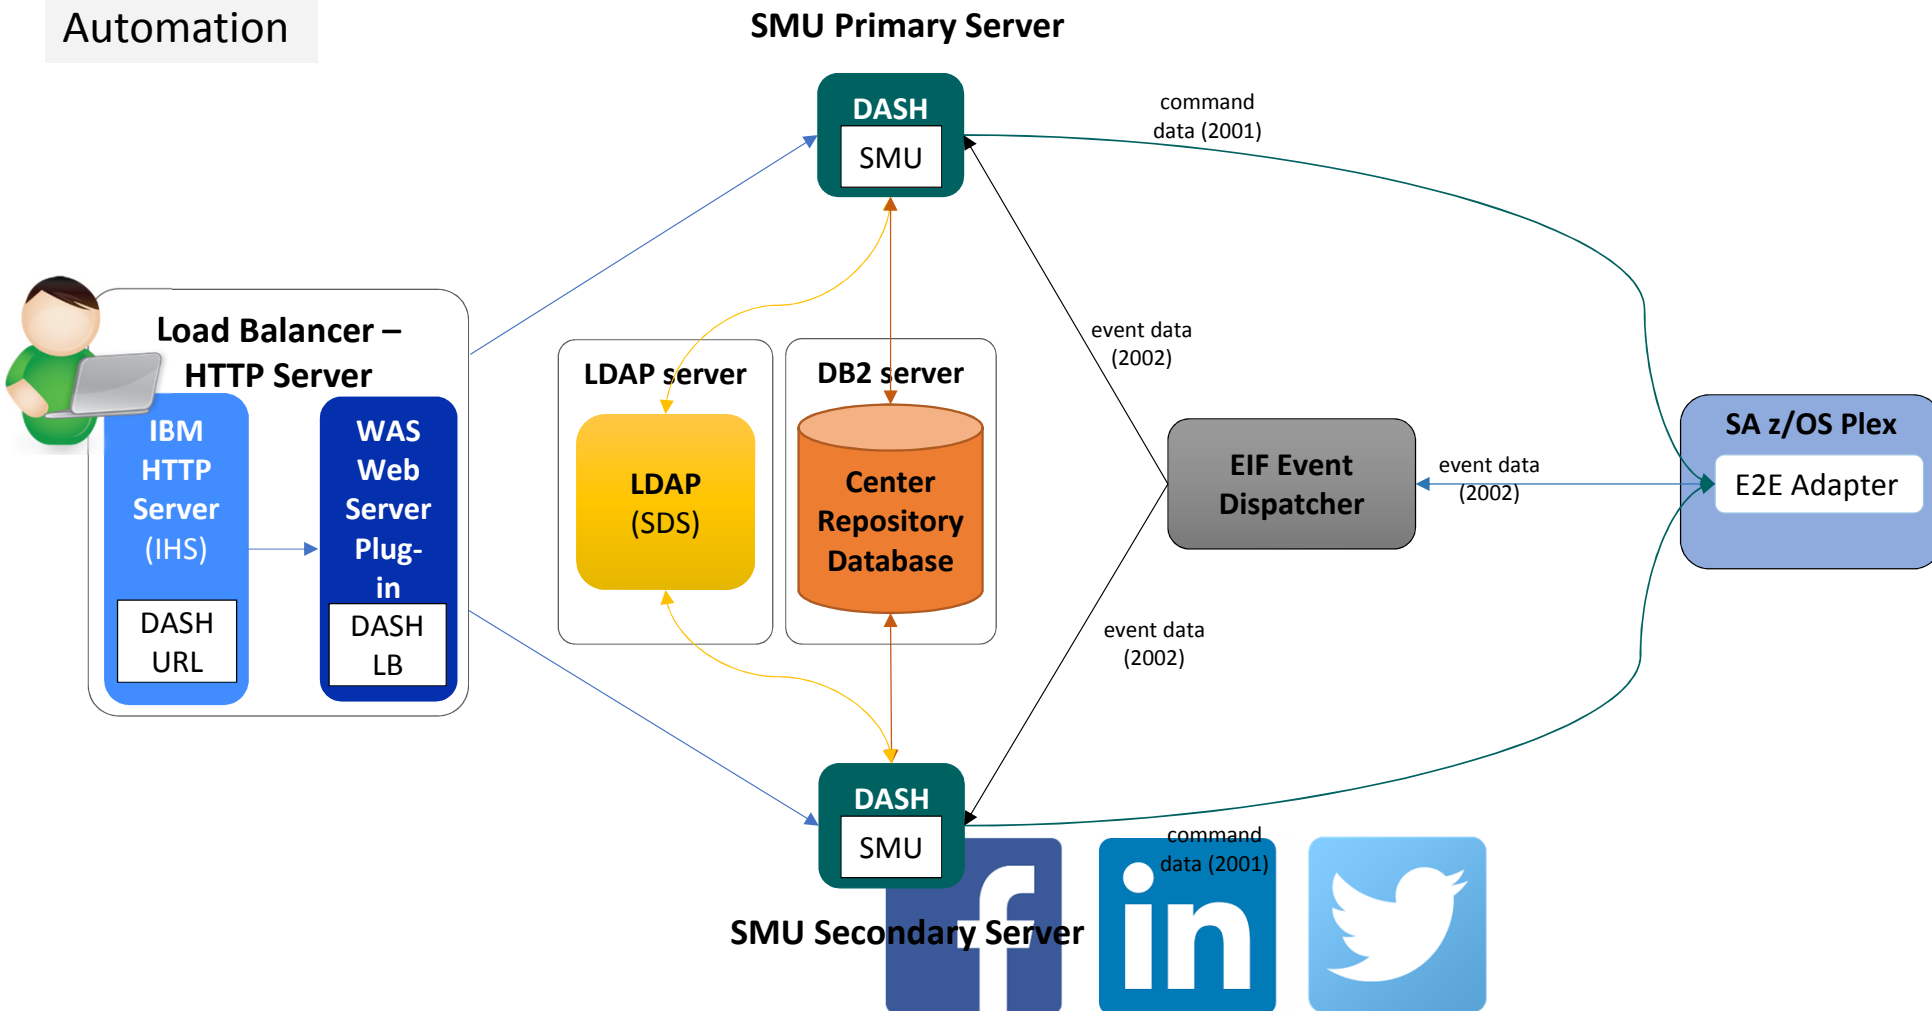 Automation
SMU Primary Server
DASH
SMU
command
data (2001)
Load Balancer –
HTTP Server
IBM
HTTP
Server
(IHS)
DASH
URL
WAS
Web
Server
Plug-
in
DASH
LB
LDAP server
LDAP
(SDS)
DB2 server
Center
Repository
Database
event data
(2002)
EIF Event
Dispatcher
event data
(2002)
SA z/OS Plex
E2E Adapter
event data
(2002)
DASH
SMU
command
data (2001)
SMU Secondary Server
f
in